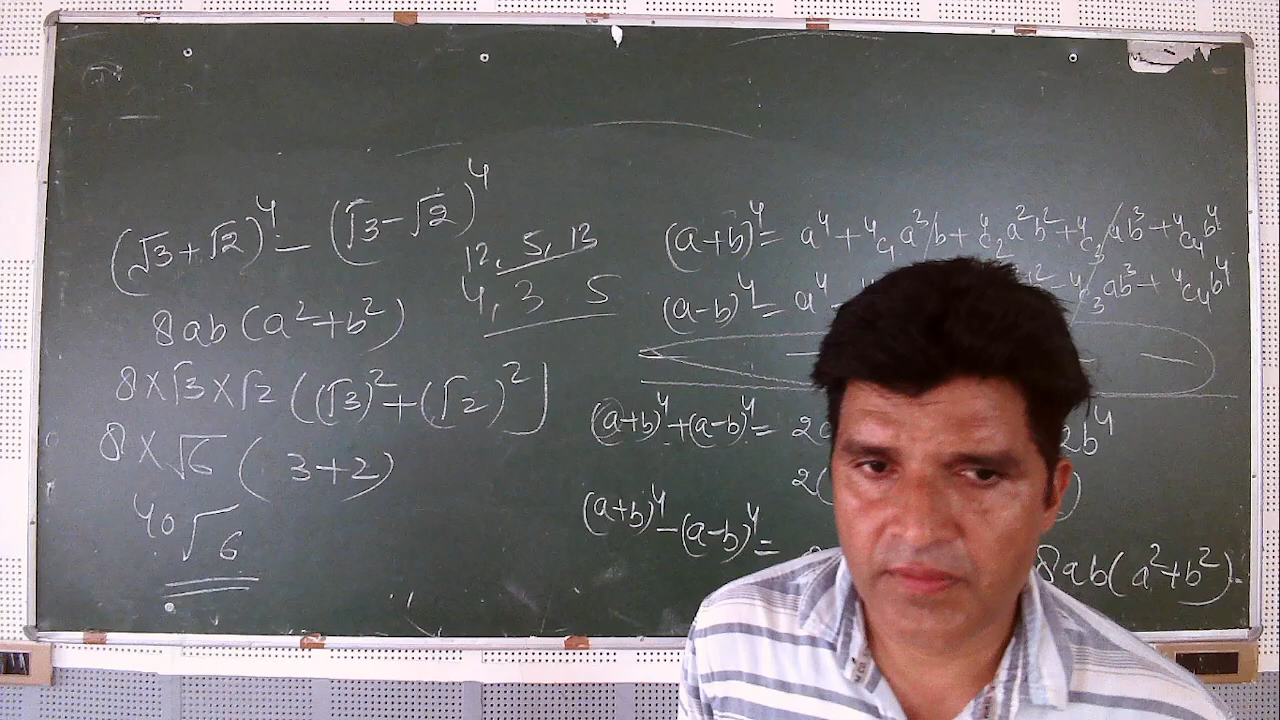 (√3+√2)⁴ – (√3–√2)⁴
12, 5, 13
8ab(a²+b²)
4, 3 5
8×√3×√2((√3)²+(√2)²]
8×√6(3+2)
40√6
(a+b)⁴= a⁴+⁴C₁a³b+⁴C₂a²b²+⁴C₃ab³+⁴C₄b⁴
(a–b)⁴= a⁴– –⁴C₃ab³+⁴C₄b⁴
(a+b)⁴+(a–b)⁴= 2b⁴
2( )
(a+b)⁴–(a–b)⁴= 8ab(a²+b²).